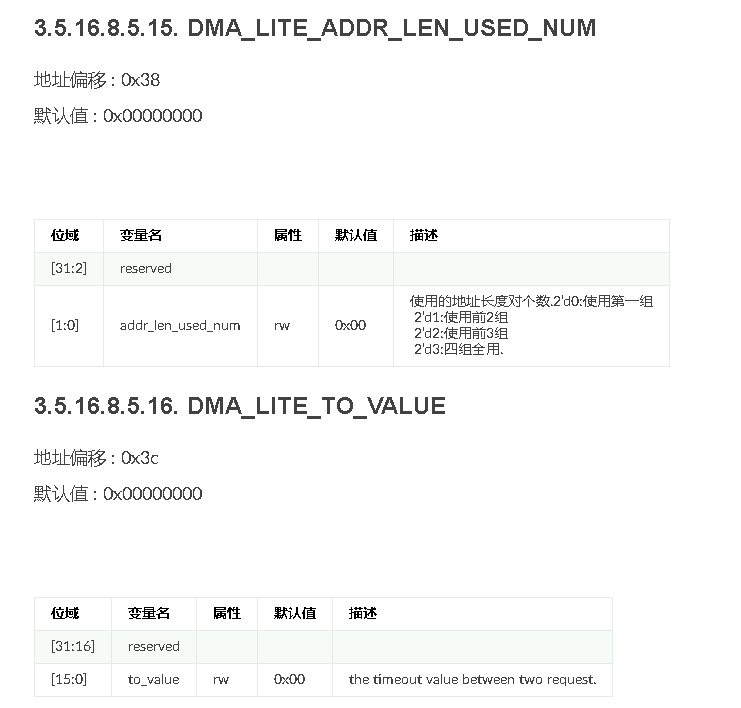 3.5.16.8.5.15. DMA_LITE_ADDR_LEN_USED_NUM
地址偏移 : 0x38
默认值 : 0x00000000
位域 变量名 属性 默认值 描述
[31:2] reserved
[1:0] addr_len_used_num rw 0x00 使用的地址长度对个数.2'd0:使用第一组
2'd1:使用前2组
2'd2:使用前3组
2'd3:四组全用.
3.5.16.8.5.16. DMA_LITE_TO_VALUE
地址偏移 : 0x3c
默认值 : 0x00000000
位域 变量名 属性 默认值 描述
[31:16] reserved
[15:0] to_value rw 0x00 the timeout value between two request.